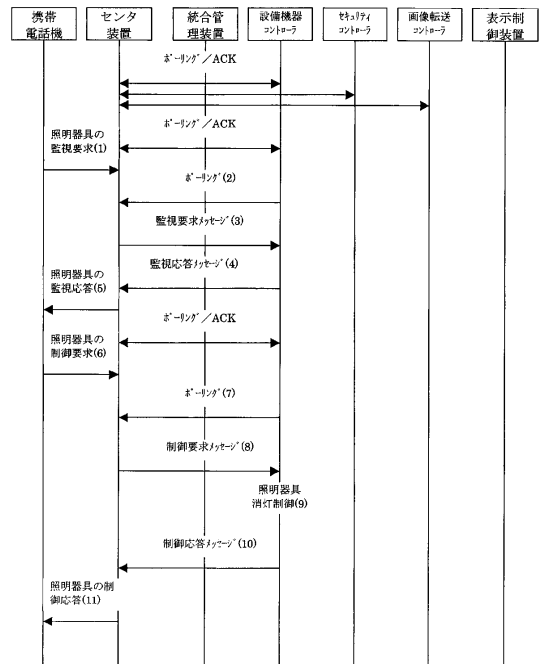 携帯
電話機
センタ
装置
統合管
理装置
設備機器
コントローラ
セキュリティ
コントローラ
画像転送
コントローラ
表示制
御装置
ポーリング／ACK
ポーリング／ACK
照明器具の
監視要求(1)
ポーリング(2)
監視要求メッセージ(3)
監視応答メッセージ(4)
照明器具の
監視応答(5)
ポーリング／ACK
照明器具の
制御要求(6)
ポーリング(7)
制御要求メッセージ(8)
照明器具
消灯制御(9)
制御応答メッセージ(10)
照明器具の制
御応答(11)